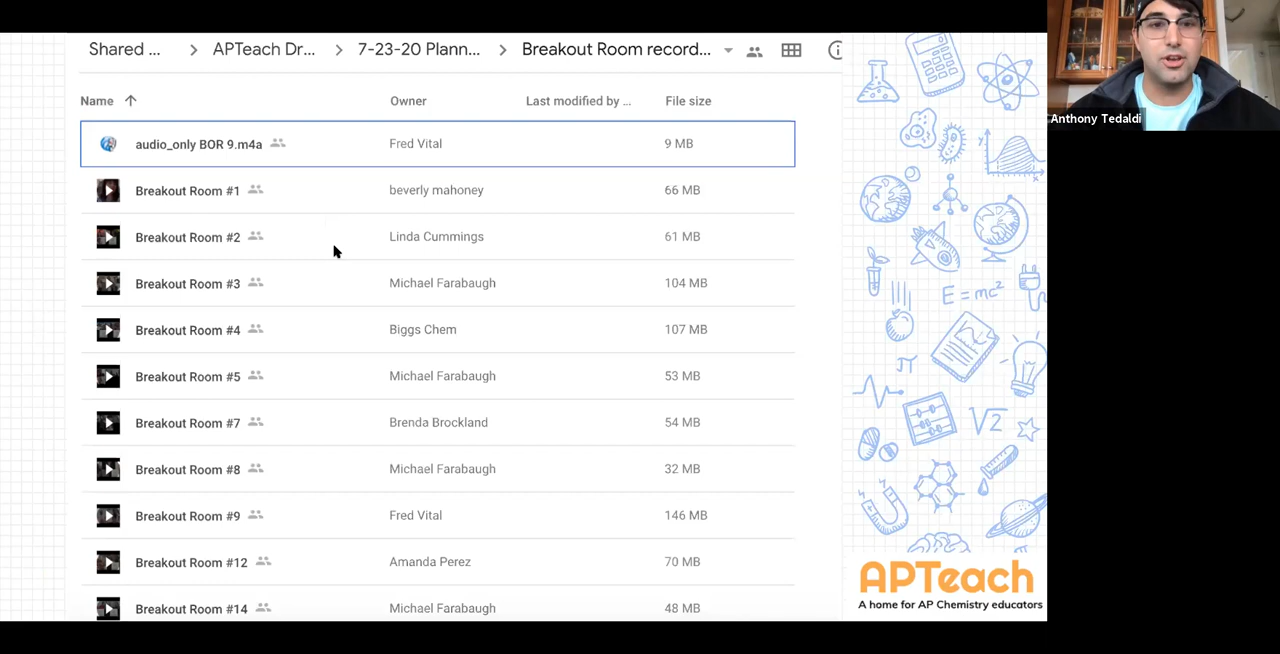 Shared ... > APTeach Dr... > 7-23-20 Plann... > Breakout Room record...
Anthony Tedaldi
Name Owner Last modified by ... File size
audio_only BOR 9.m4a Fred Vital 9 MB
Breakout Room #1 beverly mahoney 66 MB
Breakout Room #2 Linda Cummings 61 MB
Breakout Room #3 Michael Farabaugh 104 MB
Breakout Room #4 Biggs Chem 107 MB
Breakout Room #5 Michael Farabaugh 53 MB
Breakout Room #7 Brenda Brockland 54 MB
Breakout Room #8 Michael Farabaugh 32 MB
Breakout Room #9 Fred Vital 146 MB
Breakout Room #12 Amanda Perez 70 MB
Breakout Room #14 Michael Farabaugh 48 MB
E=mc²
π
√2
APTeach
A home for AP Chemistry educators